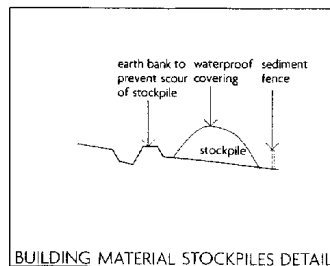 earth bank to
prevent scour
of stockpile
waterproof
covering
sediment
fence
stockpile
BUILDING MATERIAL STOCKPILES DETAIL